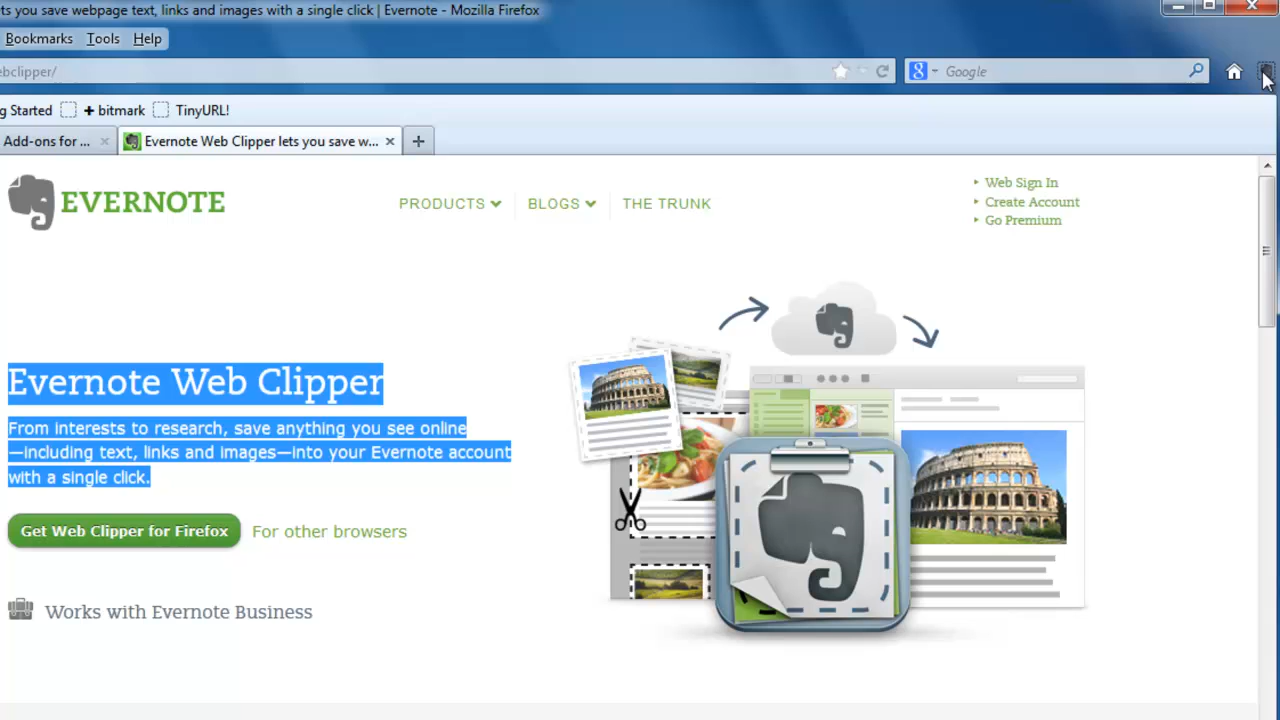 ts you save webpage text, links and images with a single click | Evernote - Mozilla Firefox
Bookmarks Tools Help
ebclipper/
8 Google
g Started + bitmark TinyURL!
Add-ons for ... × Evernote Web Clipper lets you save w... × +
EVERNOTE
PRODUCTS BLOGS THE TRUNK
Web Sign In
Create Account
Go Premium
Evernote Web Clipper
From interests to research, save anything you see online
—including text, links and images—into your Evernote account
with a single click.
Get Web Clipper for Firefox For other browsers
Works with Evernote Business